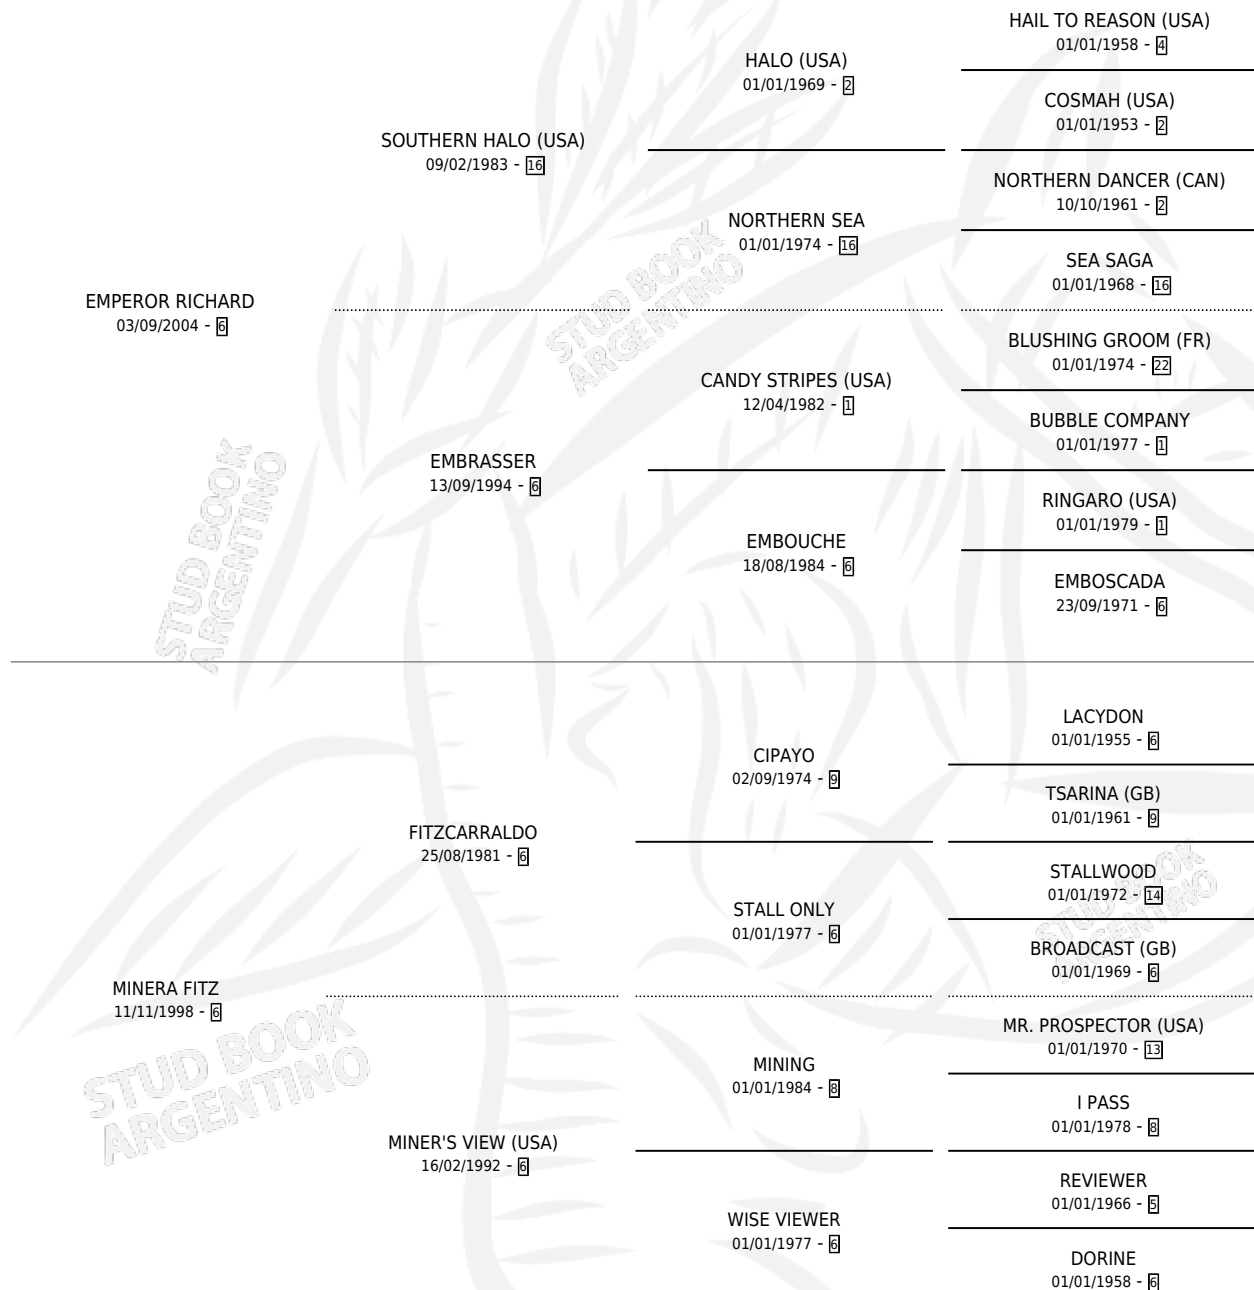 HAIL TO REASON (USA)
01/01/1958 - 4
HALO (USA)
01/01/1969 - 2
COSMAH (USA)
01/01/1953 - 2
SOUTHERN HALO (USA)
09/02/1983 - 16
NORTHERN DANCER (CAN)
10/10/1961 - 2
NORTHERN SEA
01/01/1974 - 16
SEA SAGA
01/01/1968 - 16
EMPEROR RICHARD
03/09/2004 - 6
BLUSHING GROOM (FR)
01/01/1974 - 22
CANDY STRIPES (USA)
12/04/1982 - 1
BUBBLE COMPANY
01/01/1977 - 1
EMBRASSER
13/09/1994 - 6
RINGARO (USA)
01/01/1979 - 1
EMBOUCHE
18/08/1984 - 6
EMBOSCADA
23/09/1971 - 6
STUD BOOK
ARGENTINO
STUD BOOK
ARGENTINO
LACYDON
01/01/1955 - 6
CIPAYO
02/09/1974 - 9
TSARINA (GB)
01/01/1961 - 9
FITZCARRALDO
25/08/1981 - 6
STALLWOOD
01/01/1972 - 14
STALL ONLY
01/01/1977 - 6
BROADCAST (GB)
01/01/1969 - 6
MINERA FITZ
11/11/1998 - 6
MR. PROSPECTOR (USA)
01/01/1970 - 13
MINING
01/01/1984 - 8
I PASS
01/01/1978 - 8
MINER'S VIEW (USA)
16/02/1992 - 6
REVIEWER
01/01/1966 - 5
WISE VIEWER
01/01/1977 - 6
DORINE
01/01/1958 - 6
STUD BOOK
ARGENTINO
STUD BOOK
ARGENTINO